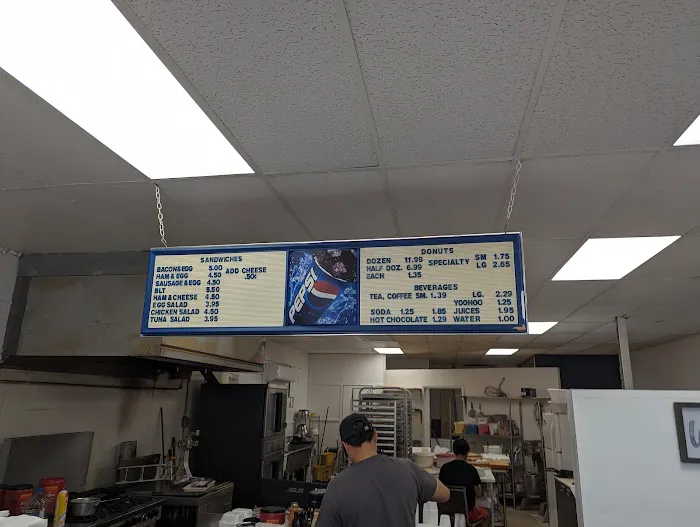 SANDWICHES
BACON & EGG 5.00
HAM & EGG 4.50
SAUSAGE & EGG 4.50
BLT 5.50
HAM & CHEESE 4.50
EGG SALAD 3.95
CHICKEN SALAD 4.50
TUNA SALAD 3.95
ADD CHEESE
.50¢
PEPSI
DONUTS
DOZEN 11.99
HALF DOZ. 6.99
EACH 1.35
SPECIALTY SM 1.75
LG 2.65
BEVERAGES
TEA, COFFEE SM. 1.39 LG. 2.29
YOOHOO 1.25
SODA 1.25 1.85 JUICES 1.95
HOT CHOCOLATE 1.29 WATER 1.00
ASUS